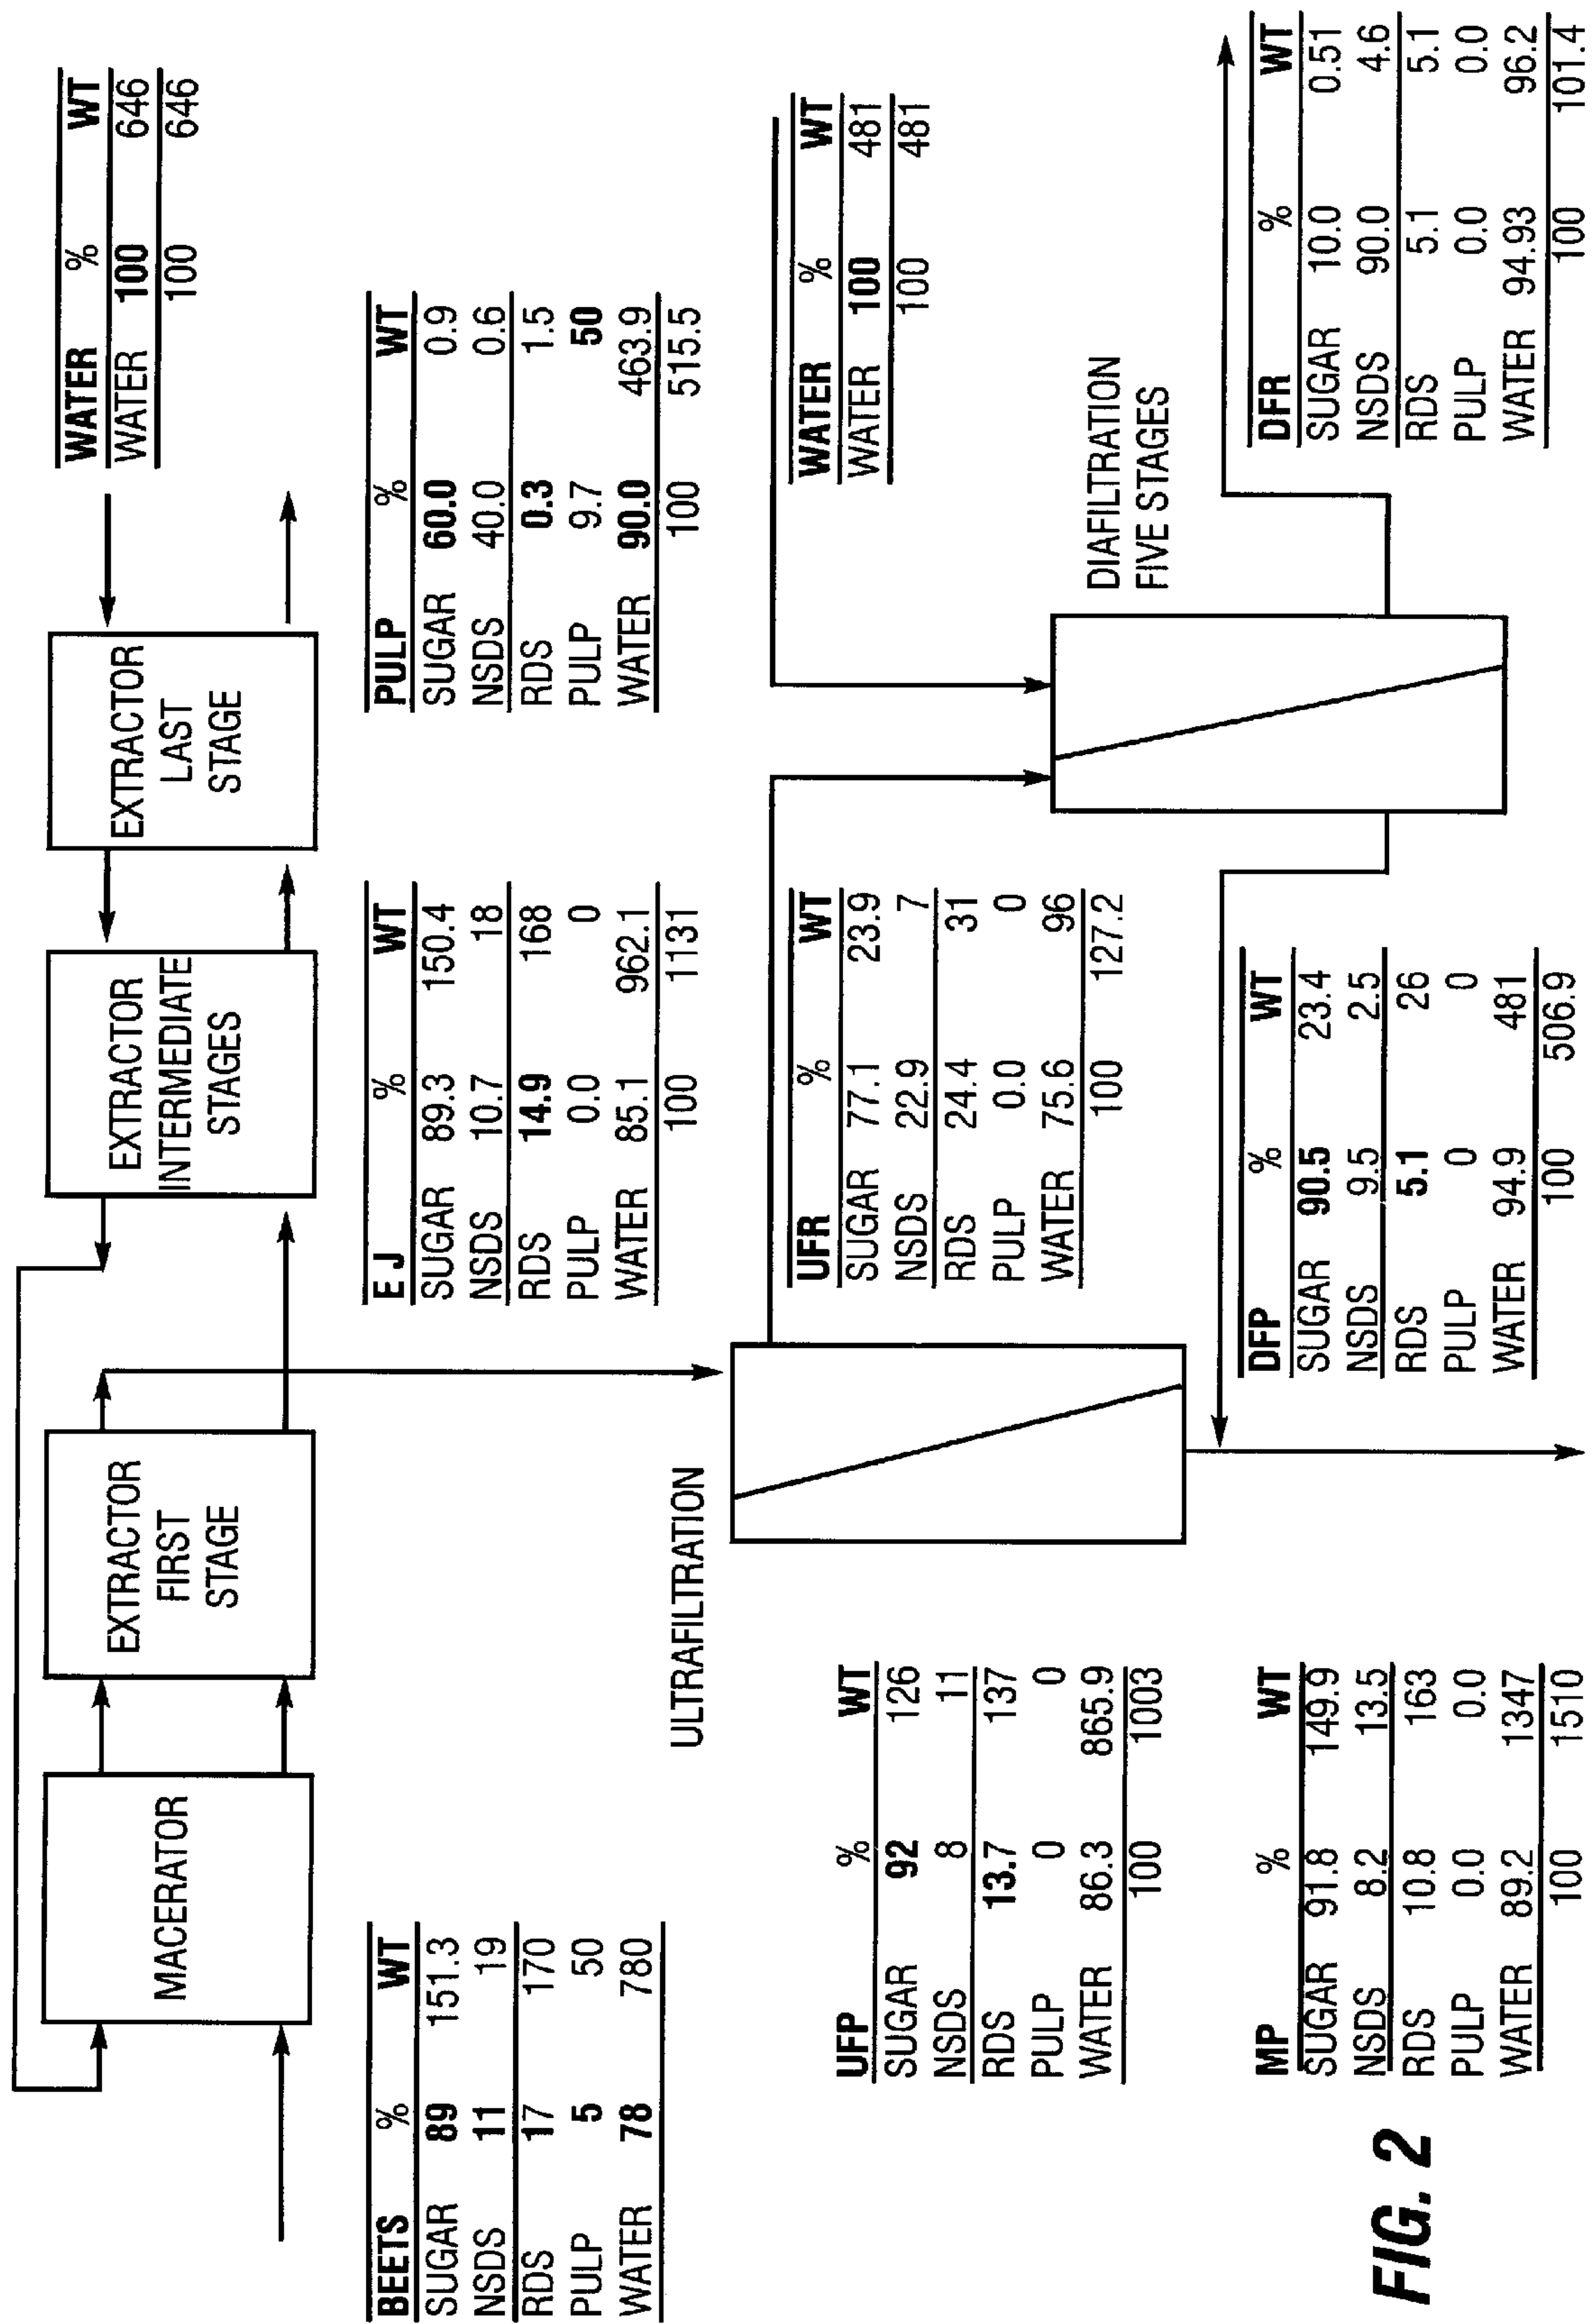 WATER % WT
WATER 100 646
100 646
MACERATOR
EXTRACTOR
FIRST
STAGE
EXTRACTOR
INTERMEDIATE
STAGES
EXTRACTOR
LAST
STAGE
BEETS % WT
SUGAR 89 151.3
NSDS 11 19
RDS 17 170
PULP 5 50
WATER 78 780
E J % WT
SUGAR 89.3 150.4
NSDS 10.7 18
RDS 14.9 168
PULP 0.0 0
WATER 85.1 962.1
100 1131
PULP % WT
SUGAR 60.0 0.9
NSDS 40.0 0.6
RDS 0.3 1.5
PULP 9.7 50
WATER 90.0 463.9
100 515.5
ULTRAFILTRATION
UFP % WT
SUGAR 92 126
NSDS 8 11
RDS 13.7 137
PULP 0 0
WATER 86.3 865.9
100 1003
UFR % WT
SUGAR 77.1 23.9
NSDS 22.9 7
RDS 24.4 31
PULP 0.0 0
WATER 75.6 96
100 127.2
WATER % WT
WATER 100 481
100 481
DIAFILTRATION
FIVE STAGES
MP % WT
SUGAR 91.8 149.9
NSDS 8.2 13.5
RDS 10.8 163
PULP 0.0 0.0
WATER 89.2 1347
100 1510
DFP % WT
SUGAR 90.5 23.4
NSDS 9.5 2.5
RDS 5.1 26
PULP 0 0
WATER 94.9 481
100 506.9
DFR % WT
SUGAR 10.0 0.51
NSDS 90.0 4.6
RDS 5.1 5.1
PULP 0.0 0.0
WATER 94.93 96.2
100 101.4
FIG. 2